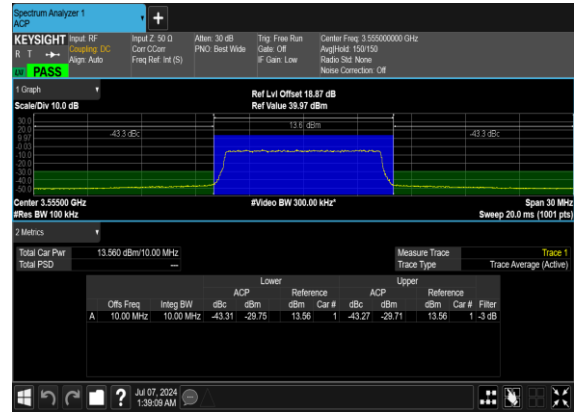 Spectrum Analyzer 1
ACP
+
KEYSIGHT Input: RF Input Z: 50 Ω Atten: 30 dB Trig: Free Run Center Freq: 3.555000000 GHz
R T Coupling: DC Corr CCorr PNO: Best Wide Gate: Off Avg|Hold: 150/150
Align: Auto Freq Ref: Int (S) IF Gain: Low Radio Std: None
PASS Noise Correction: Off
1 Graph Ref Lvl Offset 18.87 dB
Scale/Div 10.0 dB Ref Value 39.97 dBm
30.0
20.0 -43.3 dBc 13.6 dBm -43.3 dBc
9.97
-0.03
-10.0
-20.0
-30.0
-40.0
-50.0
Center 3.55500 GHz #Video BW 300.00 kHz* Span 30 MHz
#Res BW 100 kHz Sweep 20.0 ms (1001 pts)
2 Metrics
Total Car Pwr 13.560 dBm/10.00 MHz Measure Trace Trace 1
Total PSD --- Trace Type Trace Average (Active)
Lower Upper
ACP Reference ACP Reference
Offs Freq Integ BW dBc dBm dBm Car # dBc dBm dBm Car # Filter
A 10.00 MHz 10.00 MHz -43.31 -29.75 13.56 1 -43.27 -29.71 13.56 1 -3 dB
? Jul 07, 2024
1:39:09 AM